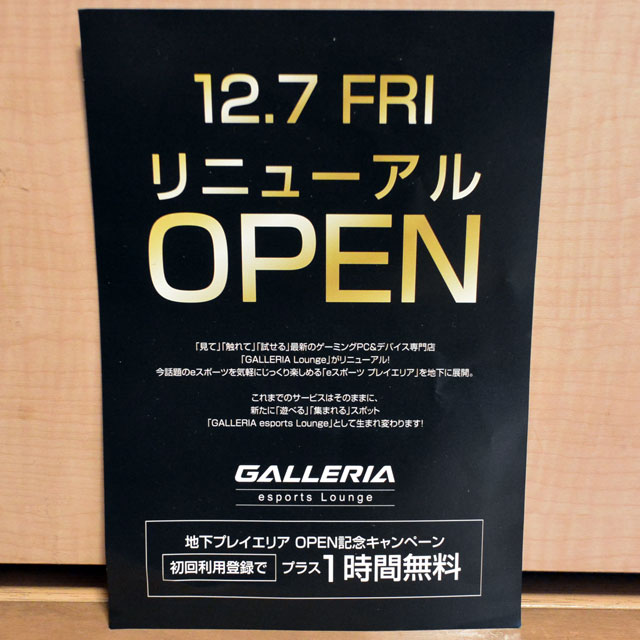 12.7 FRI
リニューアル
OPEN
「見て」「触れて」「試せる」最新のゲーミングPC&デバイス専門店
「GALLERIA Lounge」がリニューアル!
今話題のeスポーツを気軽にじっくり楽しめる「eスポーツ プレイエリア」を地下に展開。
これまでのサービスはそのままに、
新たに「遊べる」「集まれる」スポット
「GALLERIA esports Lounge」として生まれ変わります!
GALLERIA
esports Lounge
地下プレイエリア OPEN記念キャンペーン
初回利用登録で プラス1時間無料